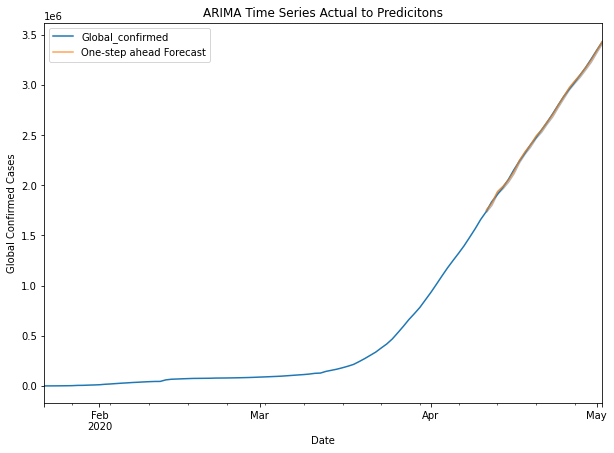 ARIMA Time Series Actual to Predicitons
1e6
Global_confirmed
One-step ahead Forecast
3.5
3.0
2.5
2.0
1.5
1.0
0.5
0.0
Global Confirmed Cases
Feb
2020
Mar
Apr
May
Date